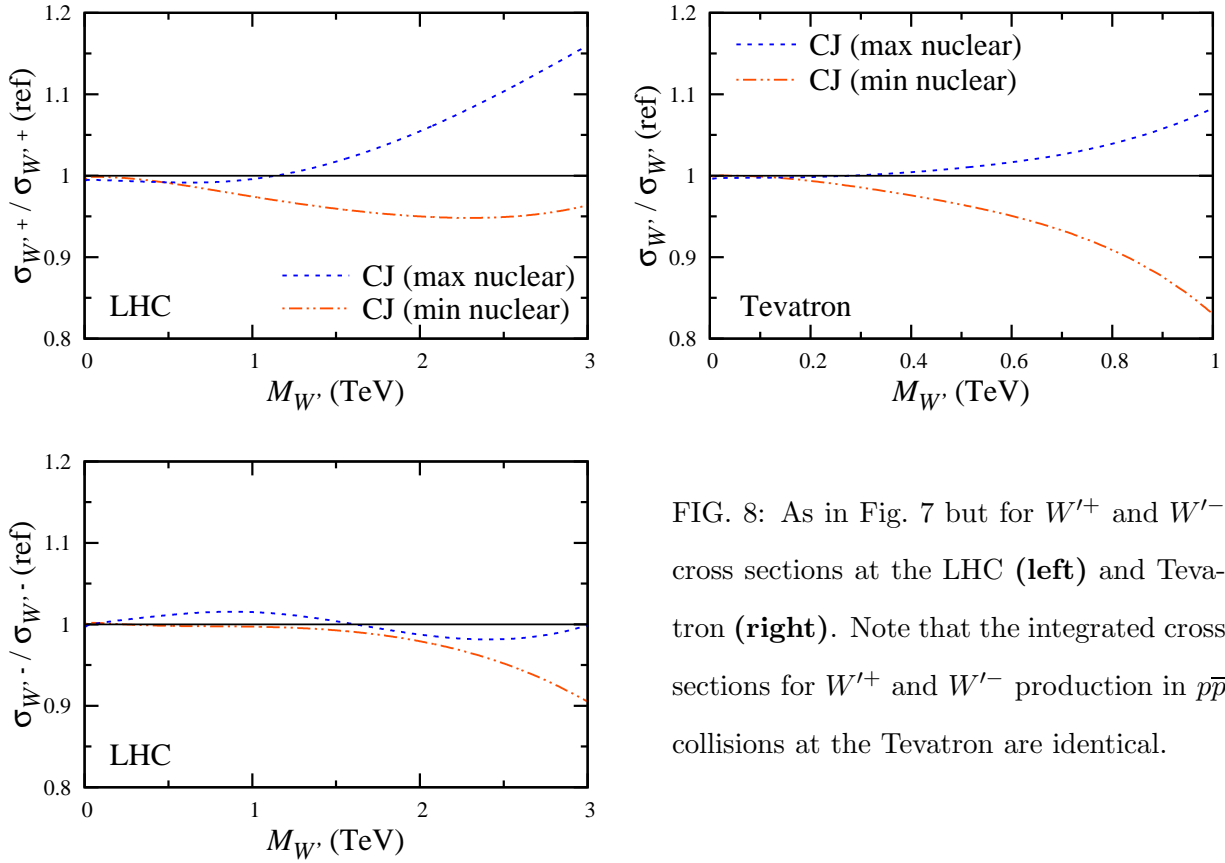 1.2
1.1
1
0.9
0.8
σW'+ / σW'+ (ref)
CJ (max nuclear)
CJ (min nuclear)
LHC
0 1 2 3
MW' (TeV)
1.2
1.1
1
0.9
0.8
σW' / σW' (ref)
CJ (max nuclear)
CJ (min nuclear)
Tevatron
0 0.2 0.4 0.6 0.8 1
MW' (TeV)
1.2
1.1
1
0.9
0.8
σW'- / σW'- (ref)
LHC
0 1 2 3
MW' (TeV)
FIG. 8: As in Fig. 7 but for W′+ and W′−
cross sections at the LHC (left) and Teva-
tron (right). Note that the integrated cross
sections for W′+ and W′− production in pp̅
collisions at the Tevatron are identical.